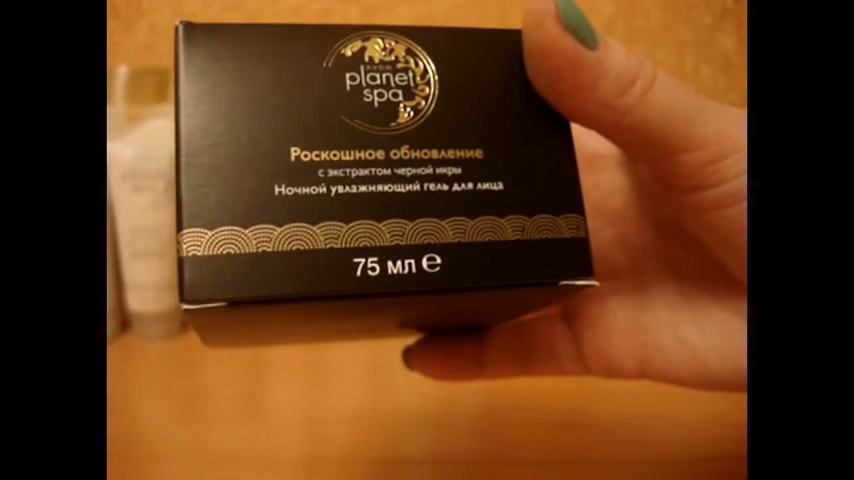 AVON
planet
spa
Роскошное обновление
с экстрактом черной икры
Ночной увлажняющий гель для лица
75 мл e